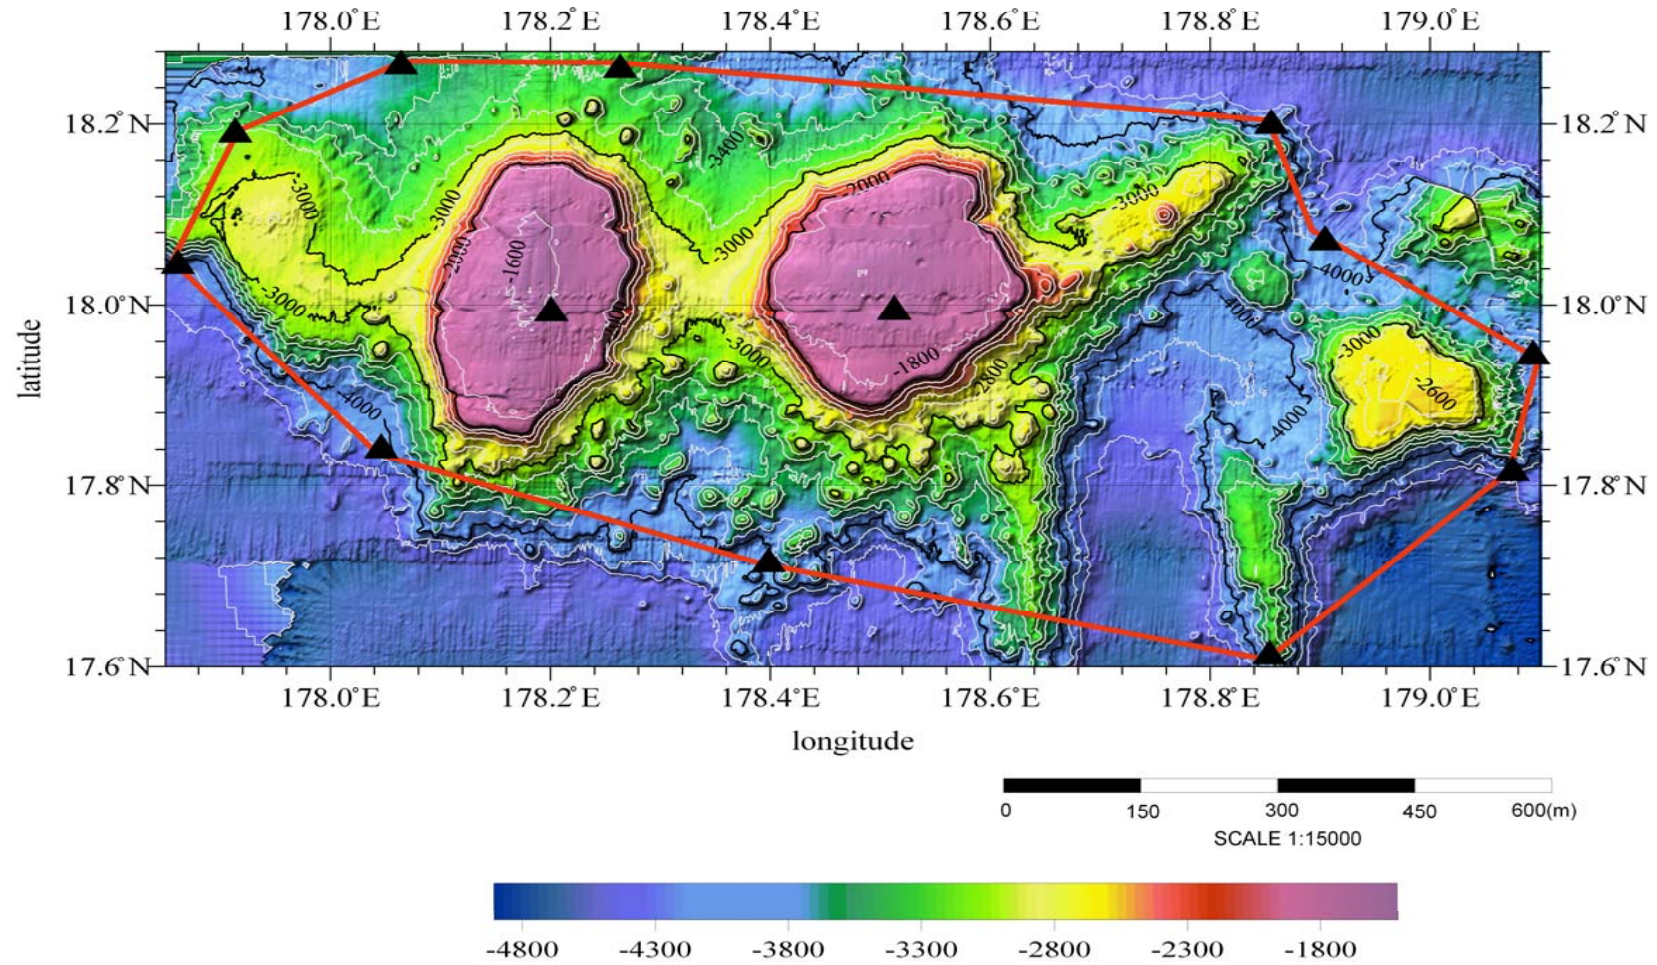 178.0°E 178.2°E 178.4°E 178.6°E 178.8°E 179.0°E
18.2°N 18.2°N
-3400
-3000 -3000 -2000 -3000
-3000
-2000 -1600 -4000
18.0°N 18.0°N
-3000 -4000
-3000 -3000
-1800 -2800 -2600
-4000 -4000
latitude
17.8°N 17.8°N
17.6°N 17.6°N
178.0°E 178.2°E 178.4°E 178.6°E 178.8°E 179.0°E
longitude
0 150 300 450 600(m)
SCALE 1:15000
-4800 -4300 -3800 -3300 -2800 -2300 -1800